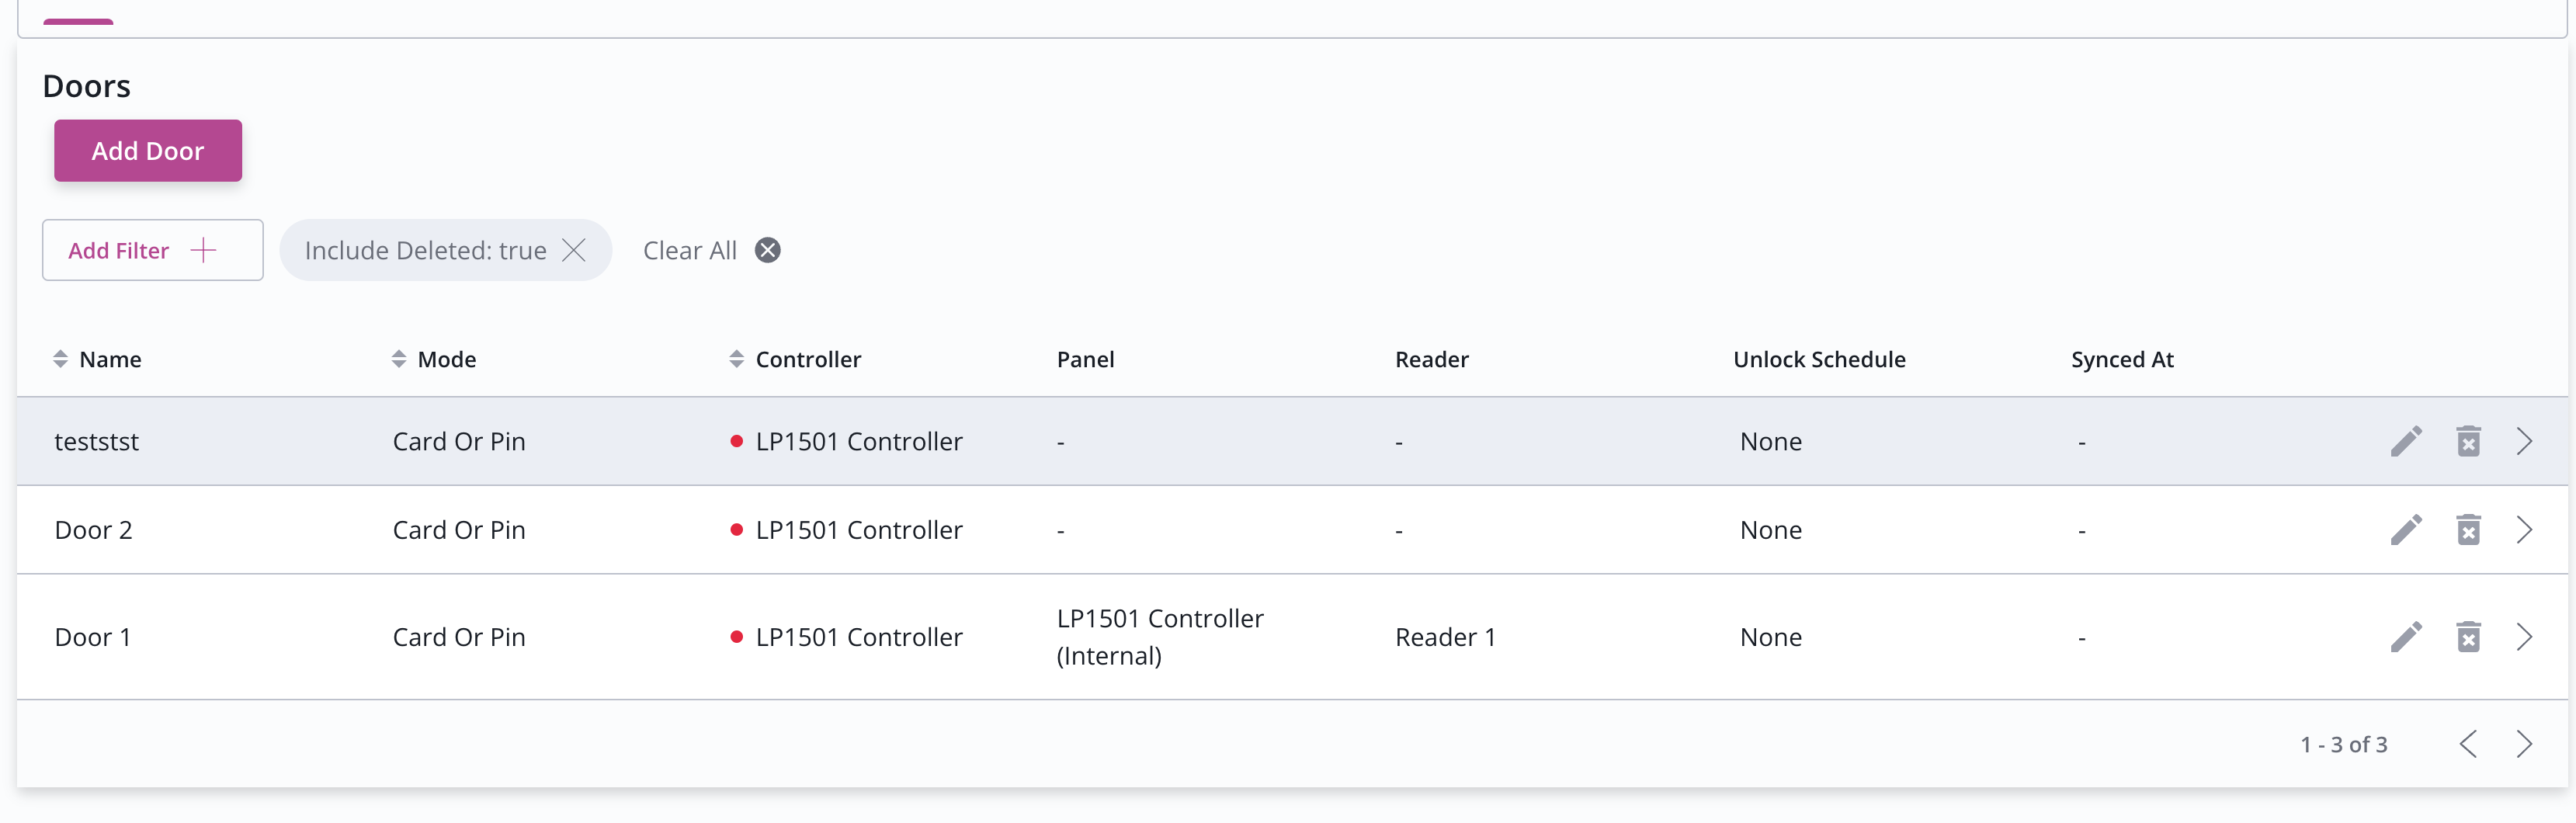 Doors
Add Door
Add Filter
Include Deleted: true
Clear All
Name Mode Controller Panel Reader Unlock Schedule Synced At
teststst Card Or Pin LP1501 Controller - - None -
Door 2 Card Or Pin LP1501 Controller - - None -
Door 1 Card Or Pin LP1501 Controller LP1501 Controller (Internal) Reader 1 None -
1 - 3 of 3